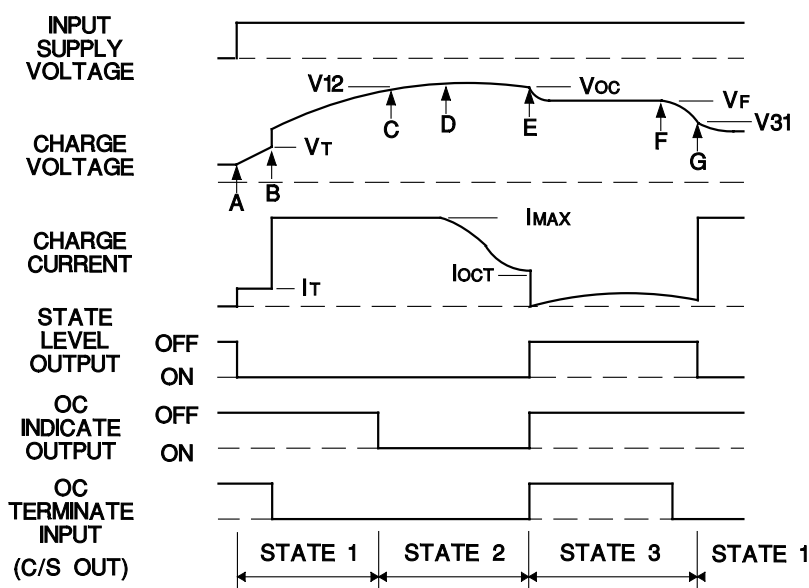 INPUT
SUPPLY
VOLTAGE
V12
VOC
VF
V31
C
D
E
F
G
CHARGE
VOLTAGE
VT
A
B
CHARGE
CURRENT
IMAX
IOCT
IT
STATE
LEVEL
OUTPUT
OFF
ON
OC
INDICATE
OUTPUT
OFF
ON
OC
TERMINATE
INPUT
(C/S OUT)
STATE 1
STATE 2
STATE 3
STATE 1